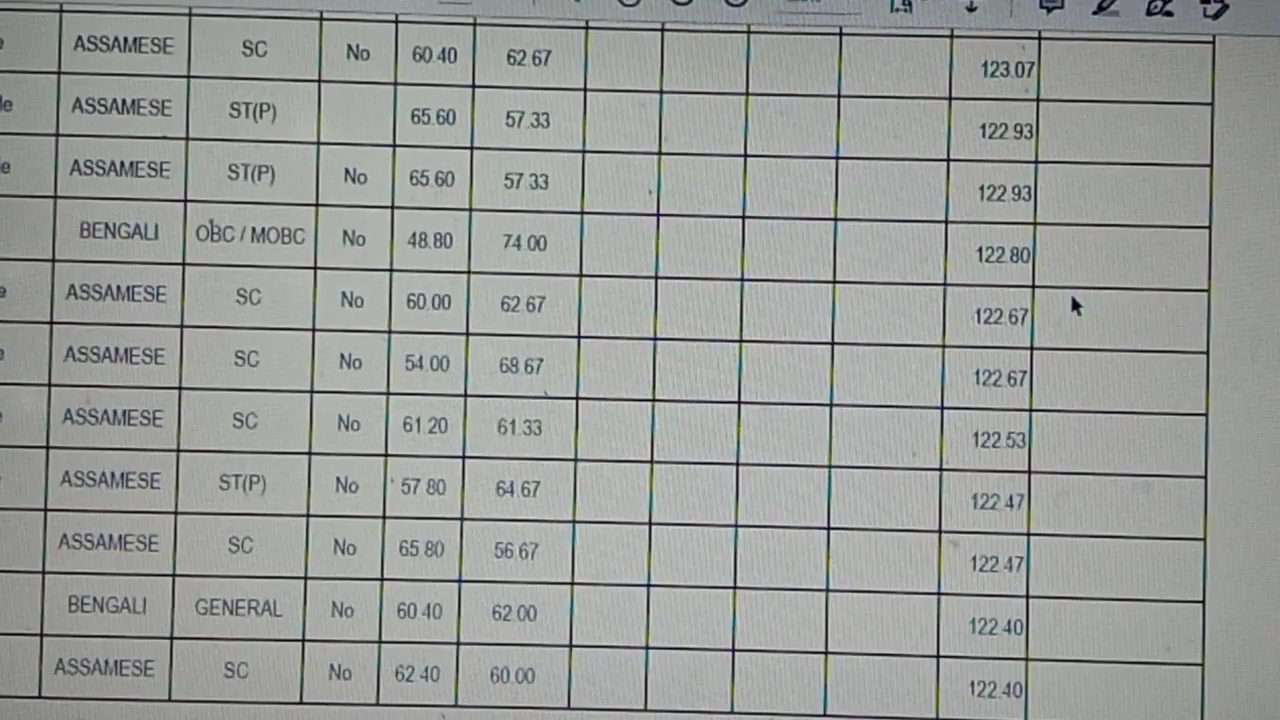 ASSAMESE SC No 60.40 62.67 123.07
le ASSAMESE ST(P) 65.60 57.33 122.93
e ASSAMESE ST(P) No 65.60 57.33 122.93
BENGALI OBC / MOBC No 48.80 74.00 122.80
e ASSAMESE SC No 60.00 62.67 122.67
ASSAMESE SC No 54.00 68.67 122.67
ASSAMESE SC No 61.20 61.33 122.53
ASSAMESE ST(P) No 57.80 64.67 122.47
ASSAMESE SC No 65.80 56.67 122.47
BENGALI GENERAL No 60.40 62.00 122.40
ASSAMESE SC No 62.40 60.00 122.40